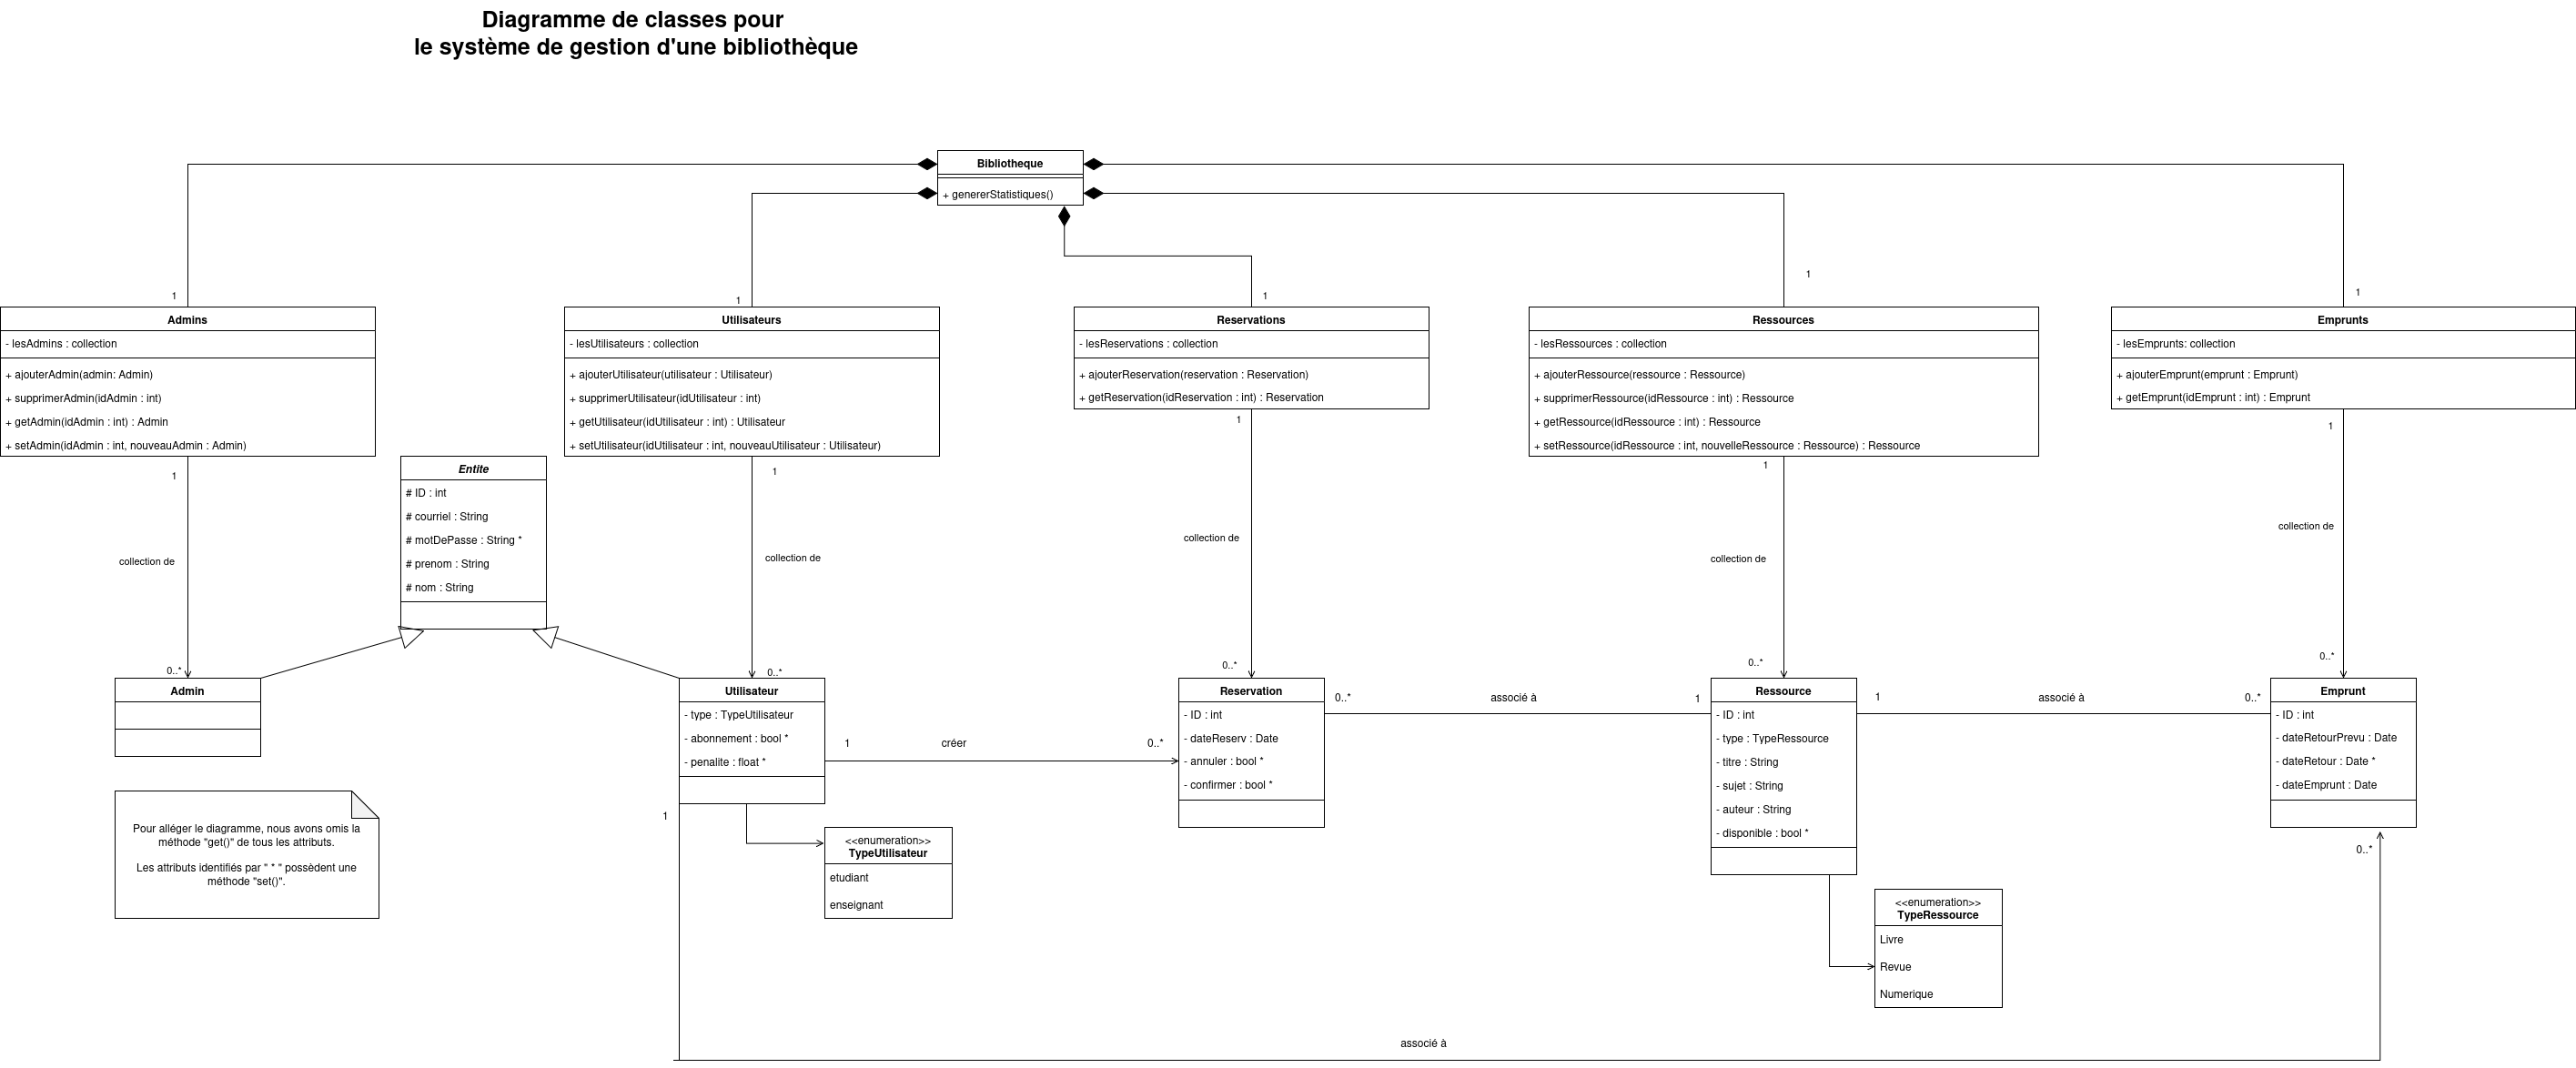 Diagramme de classes pour
le système de gestion d'une bibliothèque
Bibliotheque
+ genererStatistiques()
1
1
1
1
1
Admins
- lesAdmins : collection
+ ajouterAdmin(admin: Admin)
+ supprimerAdmin(idAdmin : int)
+ getAdmin(idAdmin : int) : Admin
+ setAdmin(idAdmin : int, nouveauAdmin : Admin)
Utilisateurs
- lesUtilisateurs : collection
+ ajouterUtilisateur(utilisateur : Utilisateur)
+ supprimerUtilisateur(idUtilisateur : int)
+ getUtilisateur(idUtilisateur : int) : Utilisateur
+ setUtilisateur(idUtilisateur : int, nouveauUtilisateur : Utilisateur)
Reservations
- lesReservations : collection
+ ajouterReservation(reservation : Reservation)
+ getReservation(idReservation : int) : Reservation
Ressources
- lesRessources : collection
+ ajouterRessource(ressource : Ressource)
+ supprimerRessource(idRessource : int) : Ressource
+ getRessource(idRessource : int) : Ressource
+ setRessource(idRessource : int, nouvelleRessource : Ressource) : Ressource
Emprunts
- lesEmprunts: collection
+ ajouterEmprunt(emprunt : Emprunt)
+ getEmprunt(idEmprunt : int) : Emprunt
1
collection de
0..*
Entite
# ID : int
# courriel : String
# motDePasse : String *
# prenom : String
# nom : String
1
collection de
0..*
1
collection de
0..*
1
collection de
0..*
1
collection de
0..*
Admin
Utilisateur
- type : TypeUtilisateur
- abonnement : bool *
- penalite : float *
1
créer
0..*
Reservation
- ID : int
- dateReserv : Date
- annuler : bool *
- confirmer : bool *
0..*
associé à
1
Ressource
- ID : int
- type : TypeRessource
- titre : String
- sujet : String
- auteur : String
- disponible : bool *
1
associé à
0..*
Emprunt
- ID : int
- dateRetourPrevu : Date
- dateRetour : Date *
- dateEmprunt : Date
Pour alléger le diagramme, nous avons omis la
méthode "get()" de tous les attributs.
Les attributs identifiés par " * " possèdent une
méthode "set()".
1
<<enumeration>>
TypeUtilisateur
etudiant
enseignant
<<enumeration>>
TypeRessource
Livre
Revue
Numerique
0..*
associé à